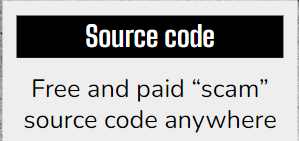 Source code
Free and paid “scam”
source code anywhere